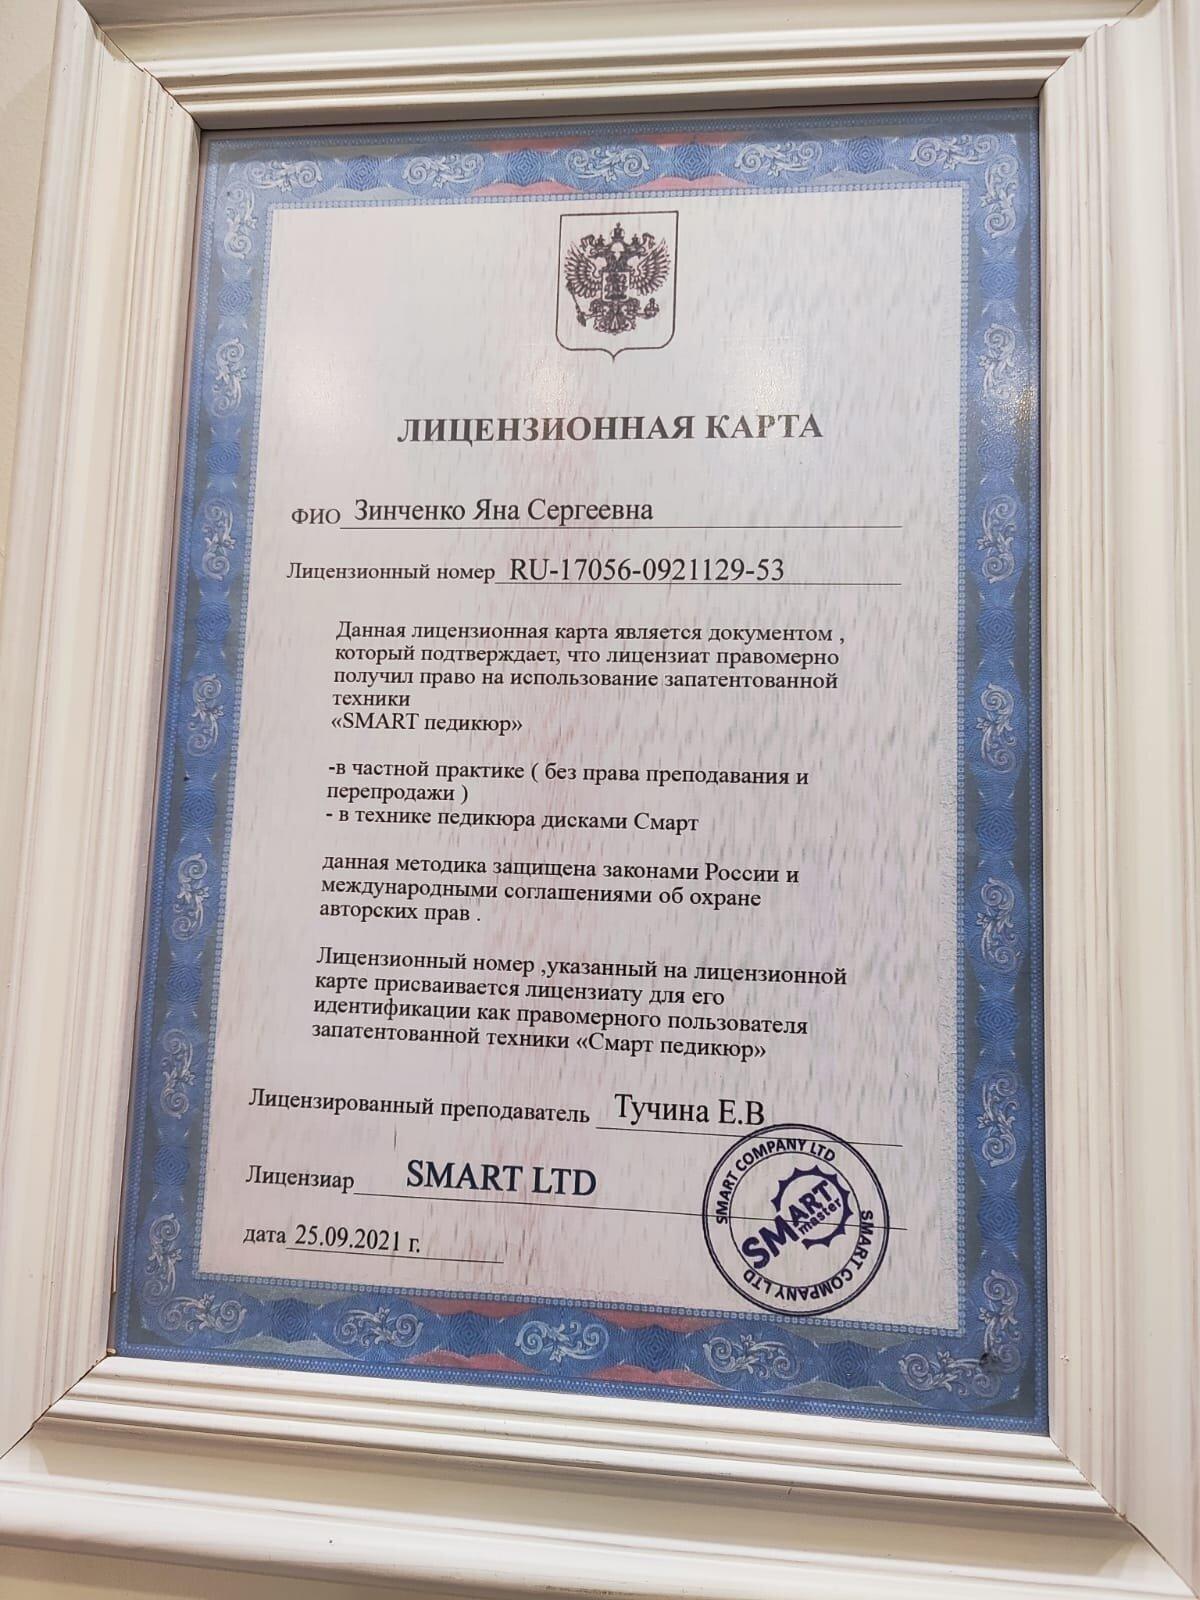 ЛИЦЕНЗИОННАЯ КАРТА
ФИО Зинченко Яна Сергеевна
Лицензионный номер RU-17056-0921129-53
Данная лицензионная карта является документом ,
который подтверждает, что лицензиат правомерно
получил право на использование запатентованной
техники
«SMART педикюр»
-в частной практике ( без права преподавания и
перепродажи )
- в технике педикюра дисками Смарт
данная методика защищена законами России и
международными соглашениями об охране
авторских прав .
Лицензионный номер ,указанный на лицензионной
карте присваивается лицензиату для его
идентификации как правомерного пользователя
запатентованной техники «Смарт педикюр»
Лицензированный преподаватель Тучина Е.В
Лицензиар SMART LTD
дата 25.09.2021 г.
SMART COMPANY LTD
SMART COMPANY LTD
SMART
master